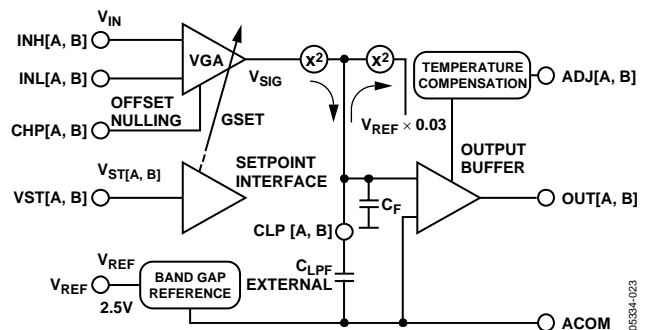 V_IN
INH[A, B]
INL[A, B]
VGA
V_SIG
x²
x²
TEMPERATURE
COMPENSATION
ADJ[A, B]
OFFSET
NULLING
CHP[A, B]
GSET
V_REF × 0.03
V_ST[A, B]
VST[A, B]
SETPOINT
INTERFACE
OUTPUT
BUFFER
OUT[A, B]
C_F
CLP [A, B]
C_LPF
EXTERNAL
V_REF
V_REF
2.5V
BAND GAP
REFERENCE
ACOM
05334-023